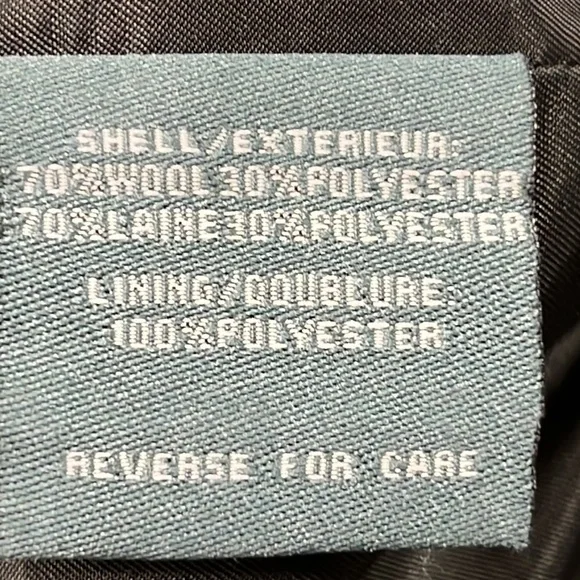 SHELL/EXTERIEUR:
70%WOOL30%POLYESTER
70%LAINE30%POLYESTER
LINING/DOUBLURE:
100%POLYESTER
REVERSE FOR CARE